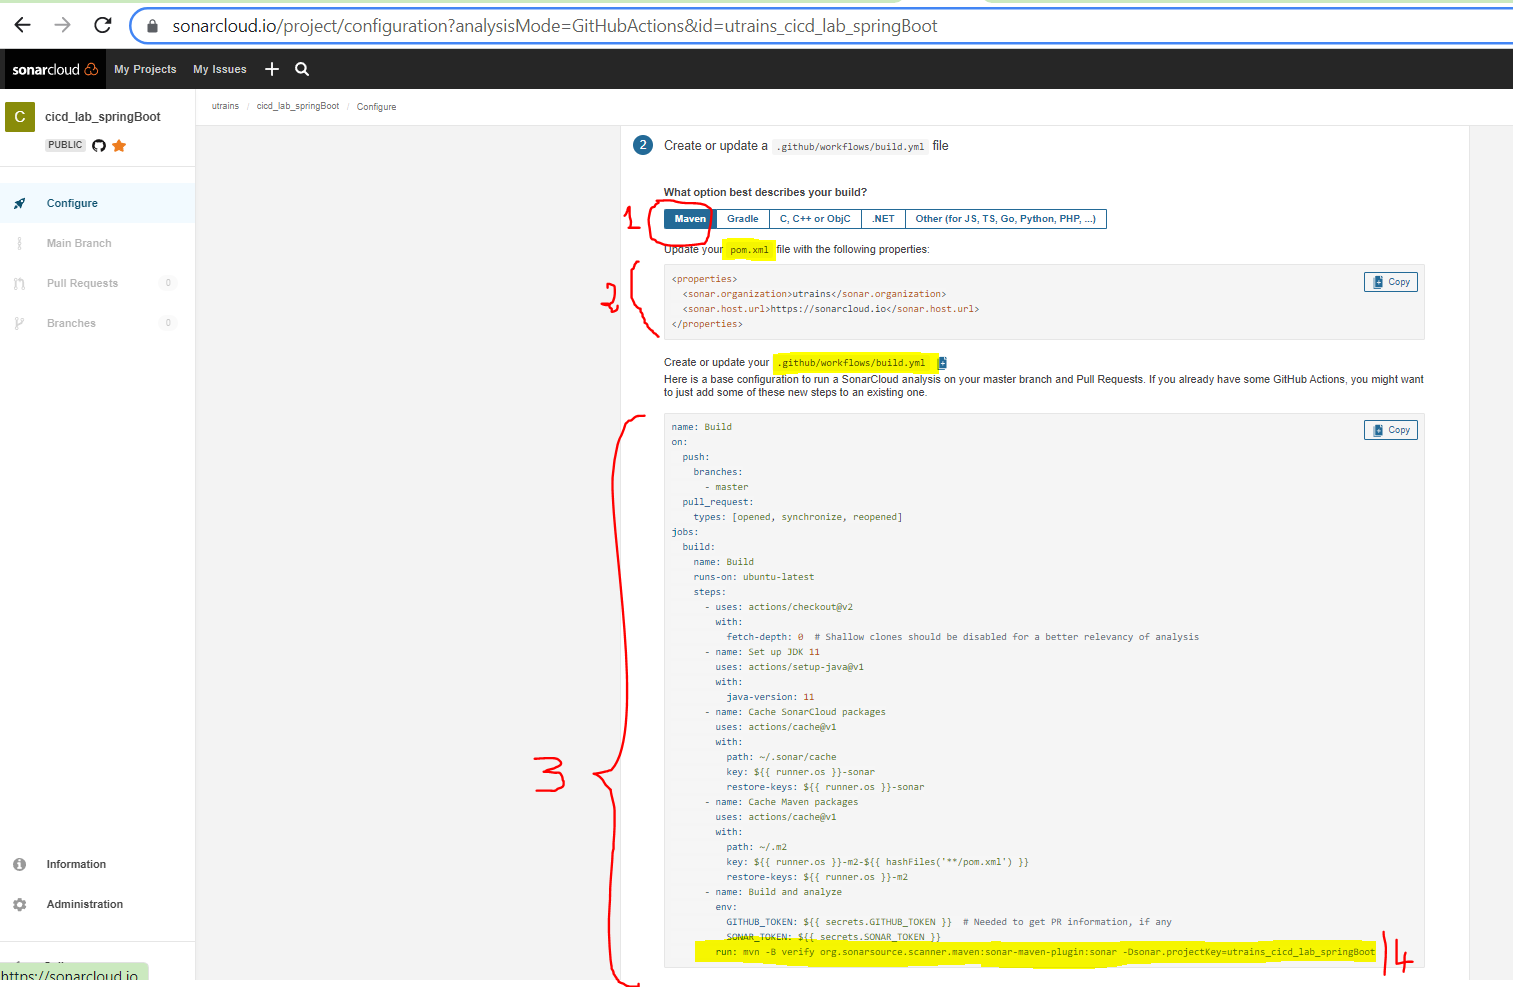 sonarcloud.io/project/configuration?analysisMode=GitHubActions&id=utrains_cicd_lab_springBoot
sonarcloud My Projects My Issues
C cicd_lab_springBoot
PUBLIC
Configure
Main Branch
Pull Requests 0
Branches 0
Information
Administration
https://sonarcloud.io
utrains / cicd_lab_springBoot / Configure
2 Create or update a .github/workflows/build.yml file
What option best describes your build?
1 Maven Gradle C, C++ or ObjC .NET Other (for JS, TS, Go, Python, PHP, ...)
Update your pom.xml file with the following properties:
2
<properties>
  <sonar.organization>utrains</sonar.organization>
  <sonar.host.url>https://sonarcloud.io</sonar.host.url>
</properties>
Copy
Create or update your .github/workflows/build.yml
Here is a base configuration to run a SonarCloud analysis on your master branch and Pull Requests. If you already have some GitHub Actions, you might want
to just add some of these new steps to an existing one.
3
Copy
name: Build
on:
  push:
    branches:
      - master
  pull_request:
    types: [opened, synchronize, reopened]
jobs:
  build:
    name: Build
    runs-on: ubuntu-latest
    steps:
      - uses: actions/checkout@v2
        with:
          fetch-depth: 0  # Shallow clones should be disabled for a better relevancy of analysis
      - name: Set up JDK 11
        uses: actions/setup-java@v1
        with:
          java-version: 11
      - name: Cache SonarCloud packages
        uses: actions/cache@v1
        with:
          path: ~/.sonar/cache
          key: ${{ runner.os }}-sonar
          restore-keys: ${{ runner.os }}-sonar
      - name: Cache Maven packages
        uses: actions/cache@v1
        with:
          path: ~/.m2
          key: ${{ runner.os }}-m2-${{ hashFiles('**/pom.xml') }}
          restore-keys: ${{ runner.os }}-m2
      - name: Build and analyze
        env:
          GITHUB_TOKEN: ${{ secrets.GITHUB_TOKEN }}  # Needed to get PR information, if any
          SONAR_TOKEN: ${{ secrets.SONAR_TOKEN }}
        run: mvn -B verify org.sonarsource.scanner.maven:sonar-maven-plugin:sonar -Dsonar.projectKey=utrains_cicd_lab_springBoot
4